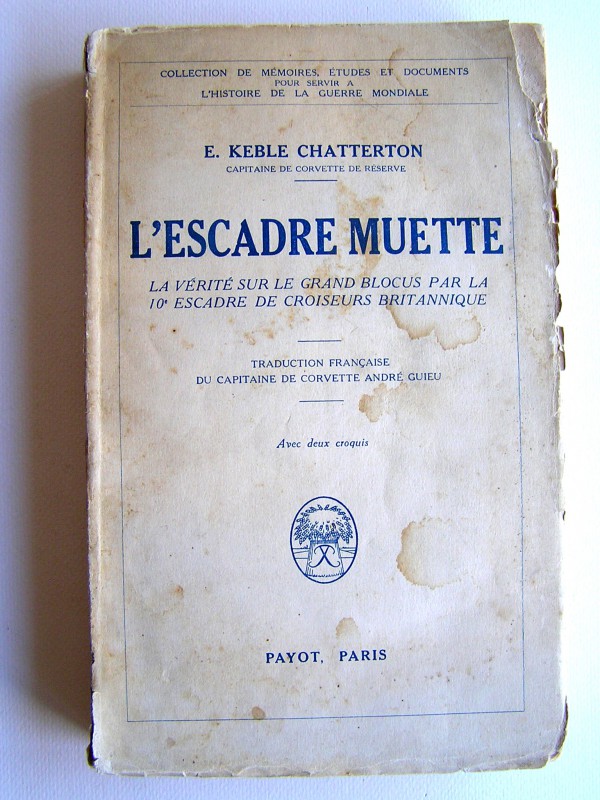 COLLECTION DE MÉMOIRES, ÉTUDES ET DOCUMENTS
POUR SERVIR A
L'HISTOIRE DE LA GUERRE MONDIALE
E. KEBLE CHATTERTON
CAPITAINE DE CORVETTE DE RÉSERVE
L'ESCADRE MUETTE
LA VÉRITÉ SUR LE GRAND BLOCUS PAR LA
10e ESCADRE DE CROISEURS BRITANNIQUE
TRADUCTION FRANÇAISE
DU CAPITAINE DE CORVETTE ANDRÉ GUIEU
Avec deux croquis
PAYOT, PARIS